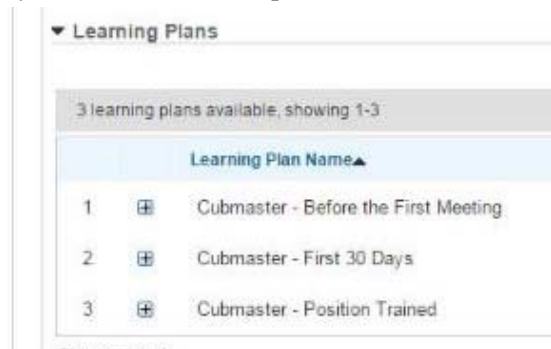 Learning Plans
3 learning plans available, showing 1-3
Learning Plan Name
1 Cubmaster - Before the First Meeting
2 Cubmaster - First 30 Days
3 Cubmaster - Position Trained